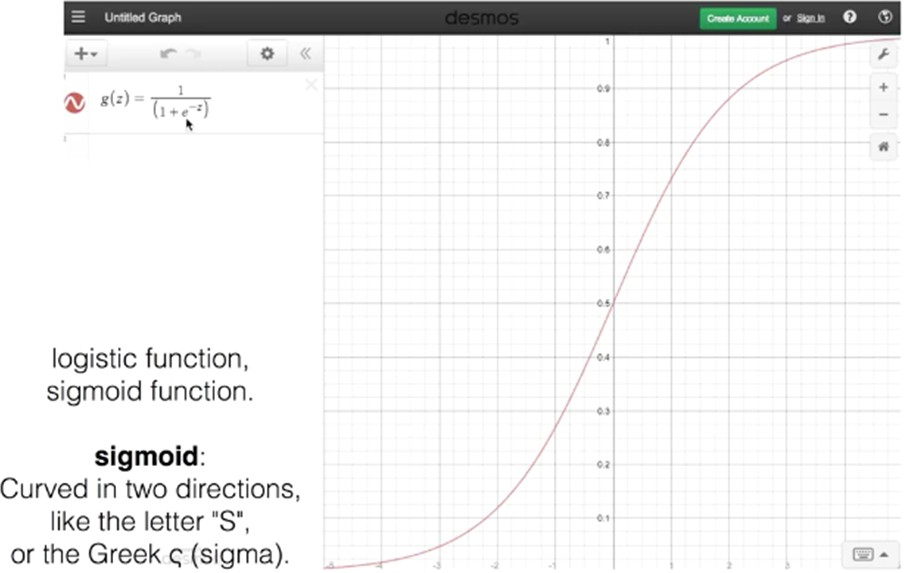 Untitled Graph
desmos
Create Account or Sign In
g(z) = 1/(1 + e^-z)
logistic function,
sigmoid function.
sigmoid:
Curved in two directions,
like the letter "S",
or the Greek ς (sigma).
1
0.9
0.8
0.7
0.6
0.5
0.4
0.3
0.2
0.1
-5 -4 -3 -2 -1 0 1 2 3